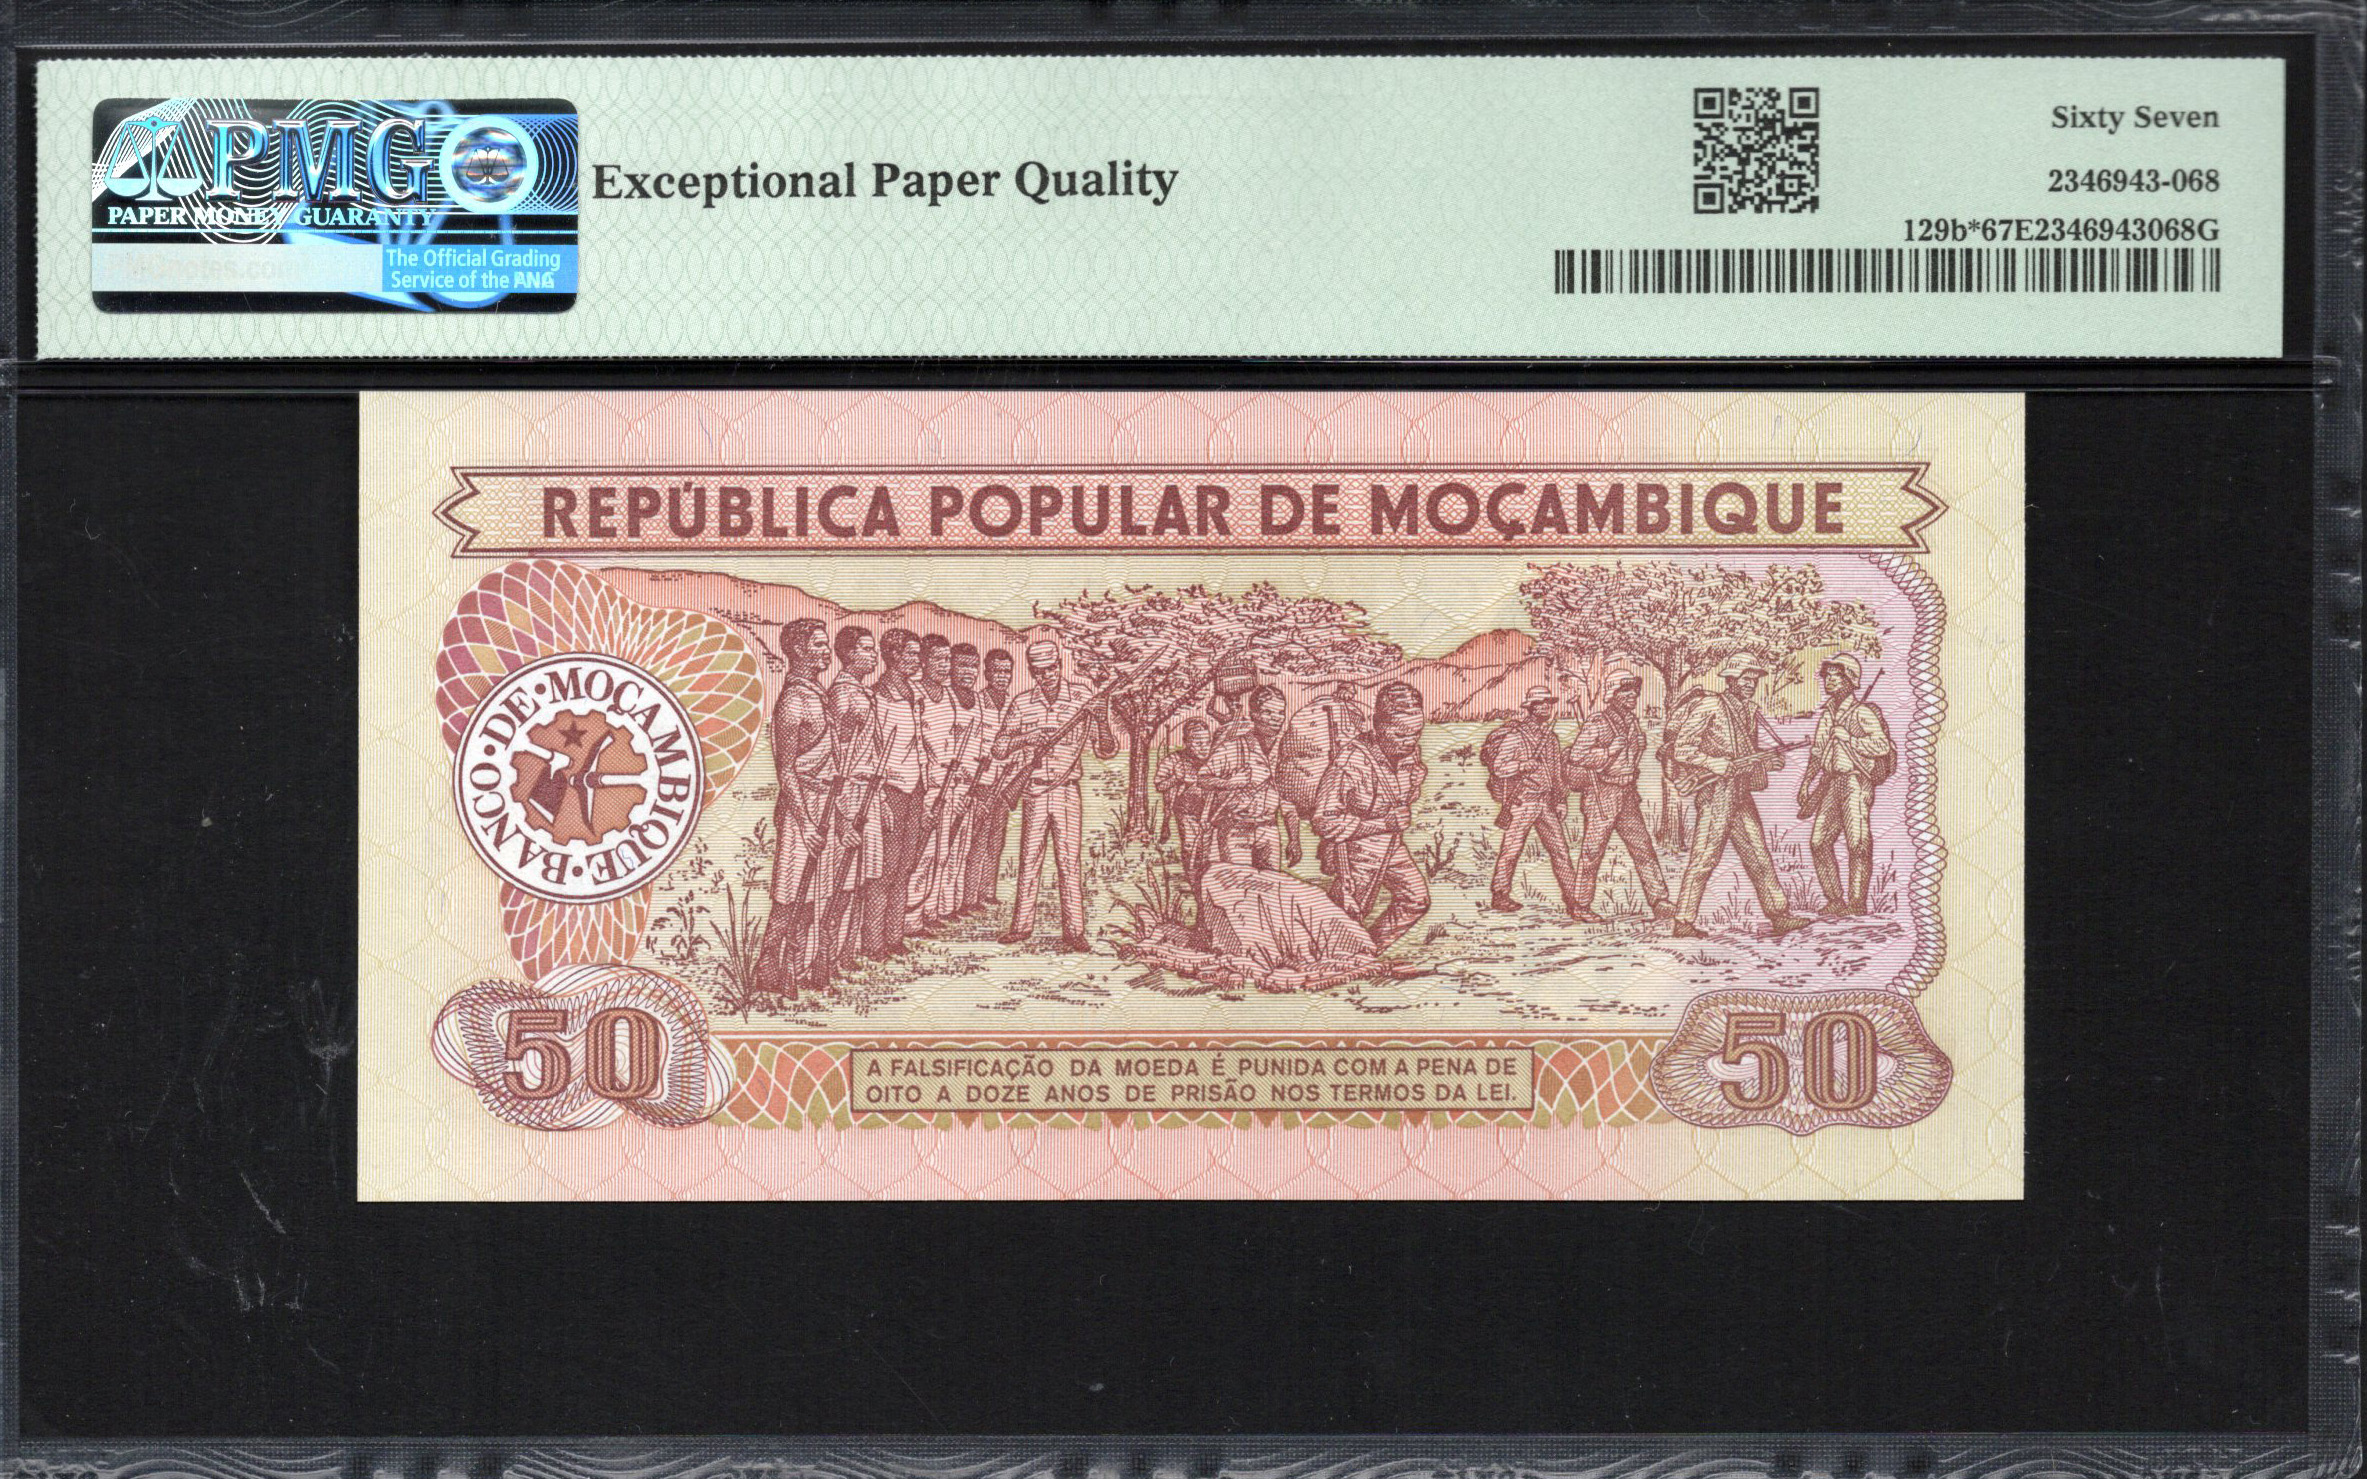 PMG
PAPER MONEY GUARANTY
The Official Grading
Service of the
Exceptional Paper Quality
Sixty Seven
2346943-068
129b*67E2346943068G
REPÚBLICA POPULAR DE MOÇAMBIQUE
BANCO•DE•MOÇAMBIQUE•
50
50
A FALSIFICAÇÃO DA MOEDA É PUNIDA COM A PENA DE
OITO A DOZE ANOS DE PRISÃO NOS TERMOS DA LEI.